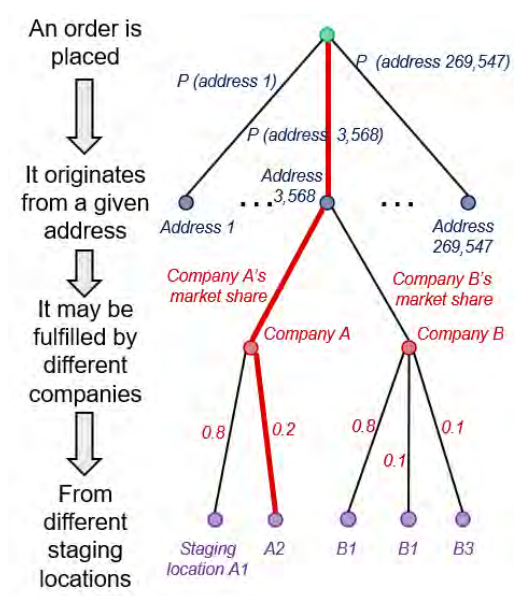 An order is
placed
P (address 1)
P (address 269,547)
P (address 3,568)
It originates
from a given
address
Address
3,568
Address 1
...
...
Address
269,547
Company A's
market share
Company B's
market share
It may be
fulfilled by
different
companies
Company A
Company B
0.8
0.2
0.8
0.1
0.1
From
different
staging
locations
Staging
location A1
A2
B1
B1
B3